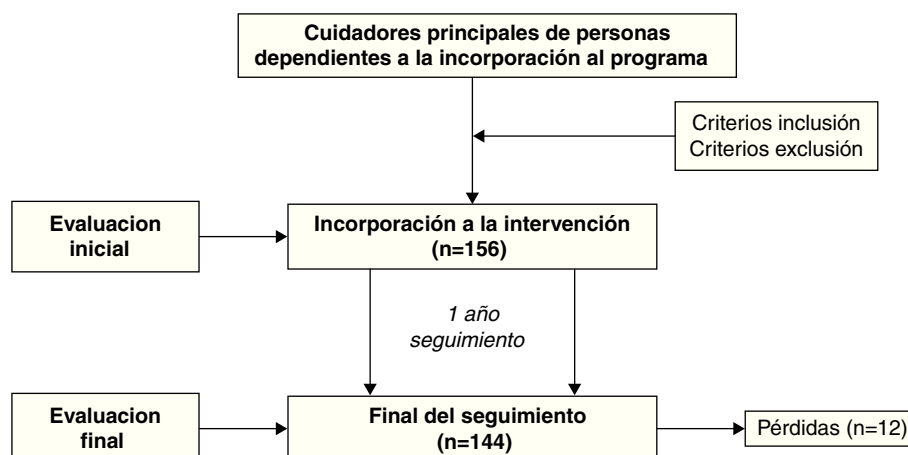 Cuidadores principales de personas
dependientes a la incorporación al programa
Criterios inclusión
Criterios exclusión
Evaluacion
inicial
Incorporación a la intervención
(n=156)
1 año
seguimiento
Evaluacion
final
Final del seguimiento
(n=144)
Pérdidas (n=12)